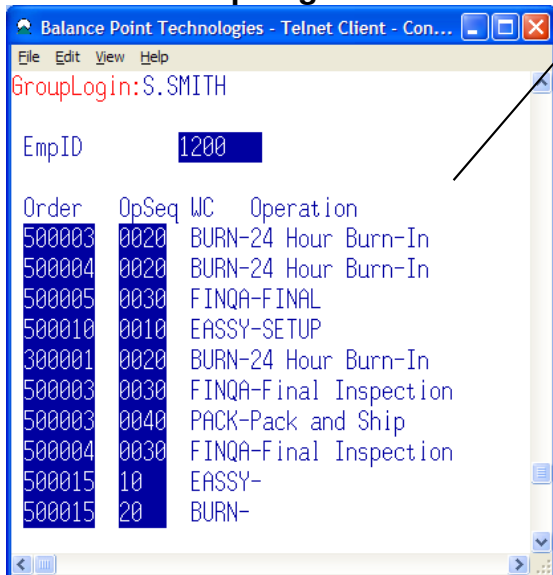 Balance Point Technologies - Telnet Client - Con...
File Edit View Help
GroupLogin:S.SMITH
EmpID 1200
Order OpSeq WC Operation
500003 0020 BURN-24 Hour Burn-In
500004 0020 BURN-24 Hour Burn-In
500005 0030 FINQA-FINAL
500010 0010 EASSY-SETUP
300001 0020 BURN-24 Hour Burn-In
500003 0030 FINQA-Final Inspection
500003 0040 PACK-Pack and Ship
500004 0030 FINQA-Final Inspection
500015 10 EASSY-
500015 20 BURN-